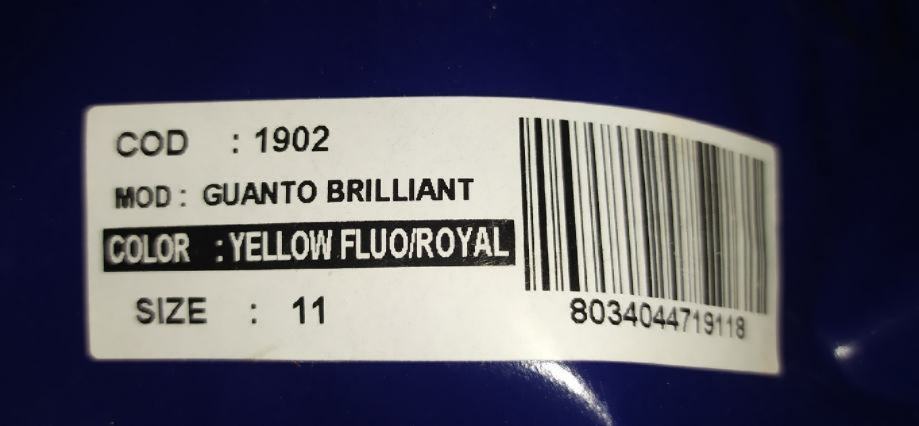 COD : 1902
MOD : GUANTO BRILLIANT
COLOR : YELLOW FLUO/ROYAL
SIZE : 11
8034044719118